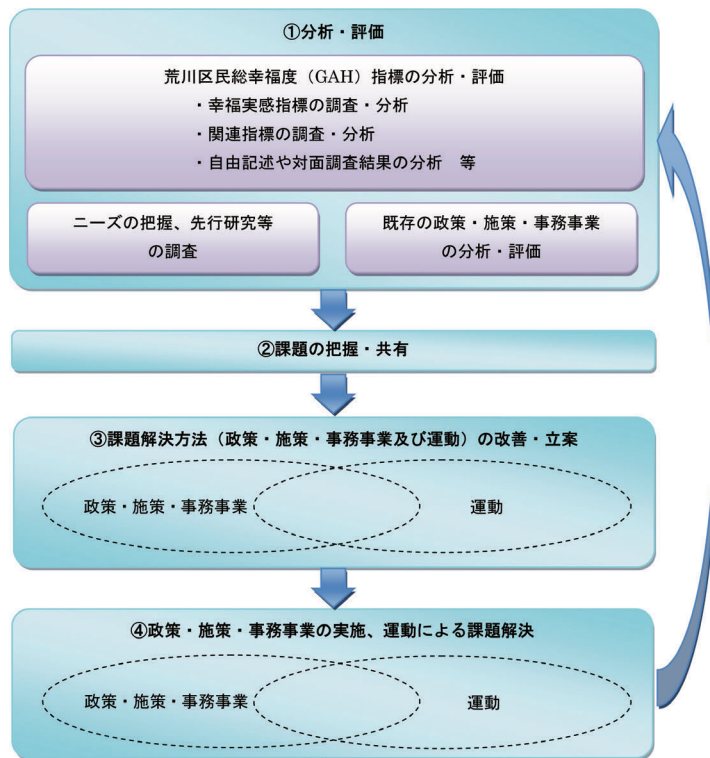 ①分析・評価
荒川区民総幸福度（GAH）指標の分析・評価
・幸福実感指標の調査・分析
・関連指標の調査・分析
・自由記述や対面調査結果の分析　等
ニーズの把握、先行研究等
の調査
既存の政策・施策・事務事業
の分析・評価
②課題の把握・共有
③課題解決方法（政策・施策・事務事業及び運動）の改善・立案
政策・施策・事務事業
運動
④政策・施策・事務事業の実施、運動による課題解決
政策・施策・事務事業
運動